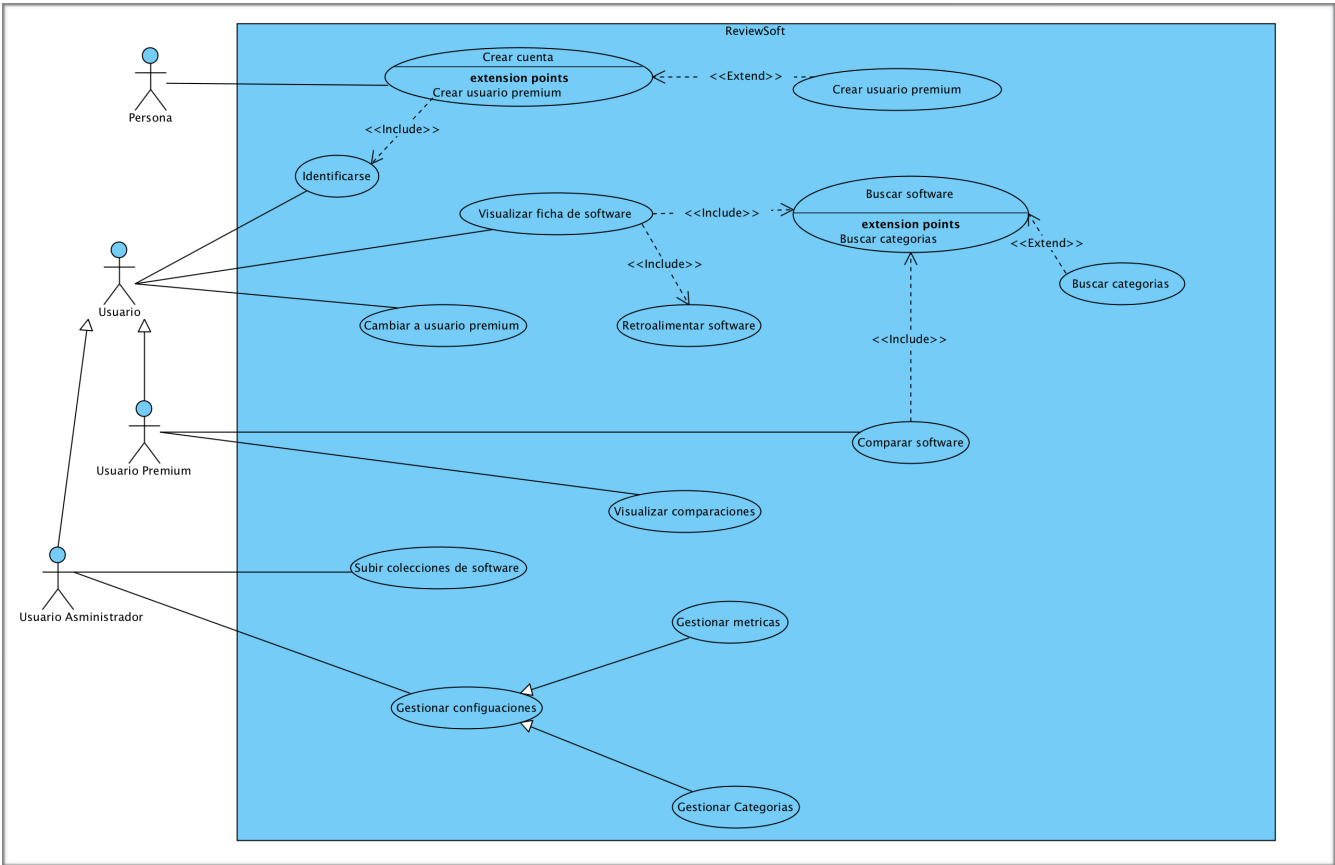 ReviewSoft
Crear cuenta
extension points
Crear usuario premium
<<Extend>>
Crear usuario premium
Persona
<<Include>>
Identificarse
Visualizar ficha de software
<<Include>>
Buscar software
extension points
Buscar categorias
<<Extend>>
Buscar categorias
<<Include>>
Usuario
Cambiar a usuario premium
Retroalimentar software
<<Include>>
Usuario Premium
Comparar software
Visualizar comparaciones
Subir colecciones de software
Usuario Asministrador
Gestionar metricas
Gestionar configuaciones
Gestionar Categorias